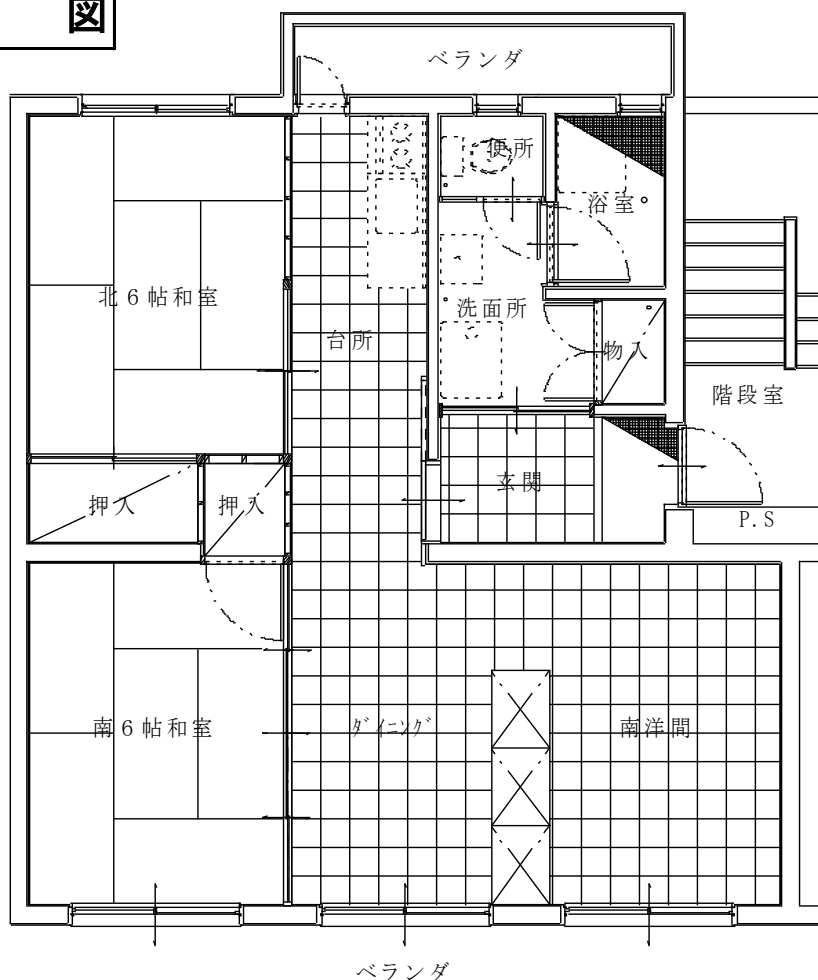 図
ベランダ
便所
浴室
北6帖和室
洗面所
台所
物入
階段室
押入
押入
玄関
P.S
南6帖和室
ダイニング
南洋間
ベランダ